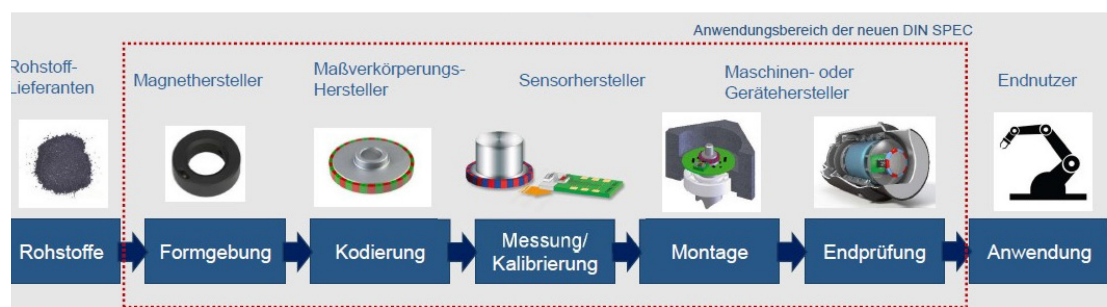 Anwendungsbereich der neuen DIN SPEC
Rohstoff-
Lieferanten
Magnethersteller
Maßverkörperungs-
Hersteller
Sensorhersteller
Maschinen- oder
Gerätehersteller
Endnutzer
Rohstoffe
Formgebung
Kodierung
Messung/
Kalibrierung
Montage
Endprüfung
Anwendung